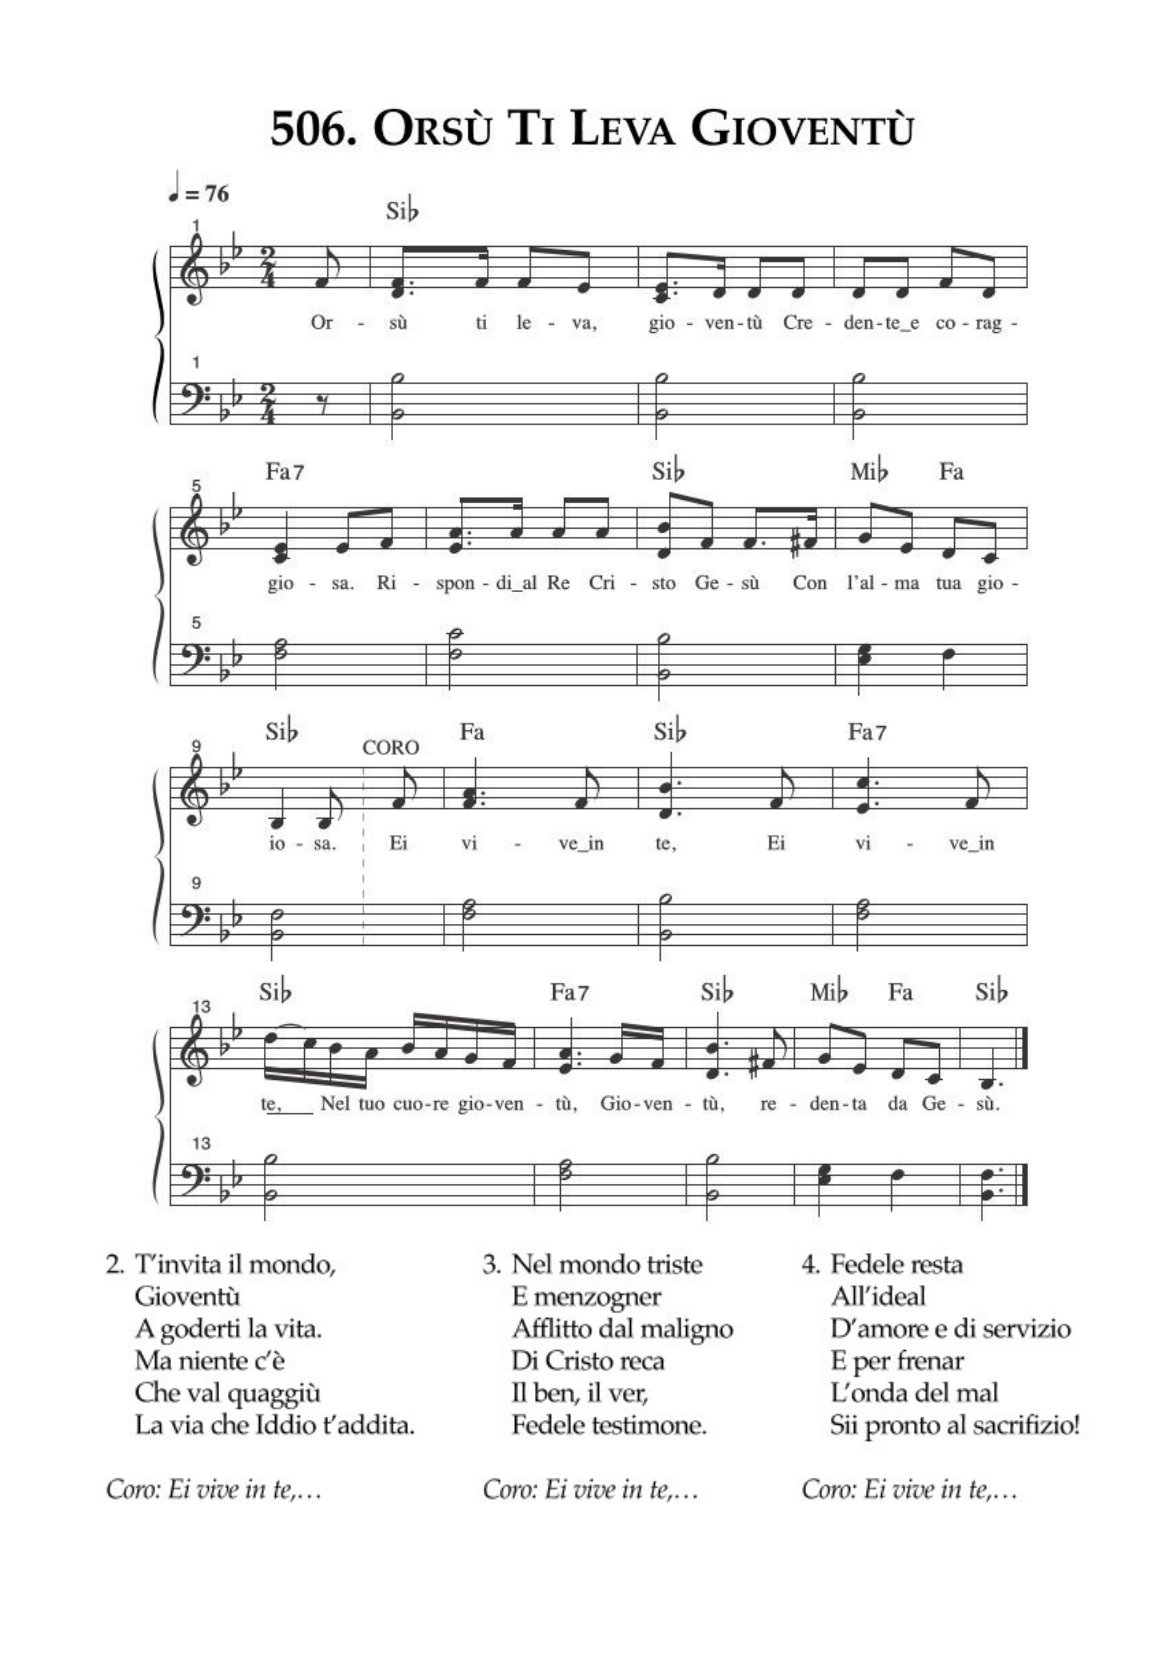 506. Orsù Ti Leva Gioventù
= 76
Si♭
1
2 4
Or - sù ti le - va, gio - ven - tù Cre - den - te_e co - rag -
1
2 4
Fa7 Si♭ Mi♭ Fa
5
gio - sa. Ri - spon - di_al Re Cri - sto Ge - sù Con l'al - ma tua gio -
5
Si♭ CORO Fa Si♭ Fa7
9
io - sa. Ei vi - ve_in te, Ei vi - ve_in
9
Si♭ Fa7 Si♭ Mi♭ Fa Si♭
13
te,___ Nel tuo cuo - re gio - ven - tù, Gio - ven - tù, re - den - ta da Ge - sù.
13
2. T'invita il mondo,
Gioventù
A goderti la vita.
Ma niente c'è
Che val quaggiù
La via che Iddio t'addita.
Coro: Ei vive in te,…
3. Nel mondo triste
E menzogner
Afflitto dal maligno
Di Cristo reca
Il ben, il ver,
Fedele testimone.
Coro: Ei vive in te,…
4. Fedele resta
All'ideal
D'amore e di servizio
E per frenar
L'onda del mal
Sii pronto al sacrifizio!
Coro: Ei vive in te,…